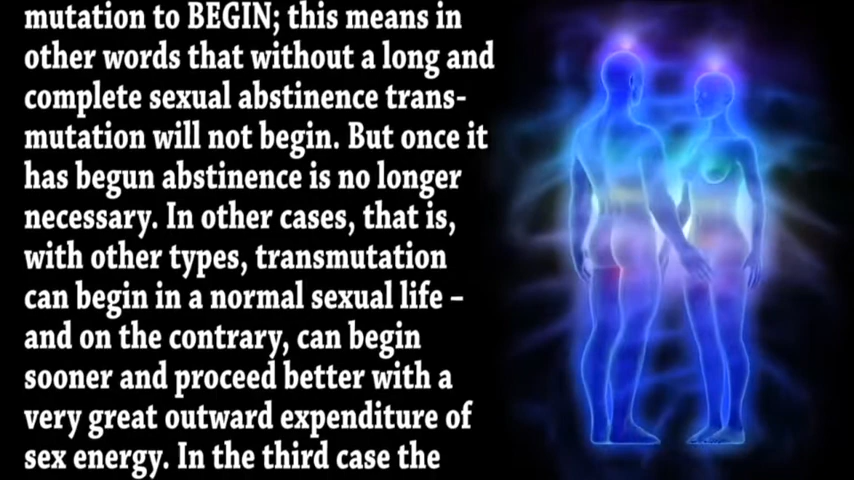 mutation to BEGIN; this means in
other words that without a long and
complete sexual abstinence trans-
mutation will not begin. But once it
has begun abstinence is no longer
necessary. In other cases, that is,
with other types, transmutation
can begin in a normal sexual life –
and on the contrary, can begin
sooner and proceed better with a
very great outward expenditure of
sex energy. In the third case the